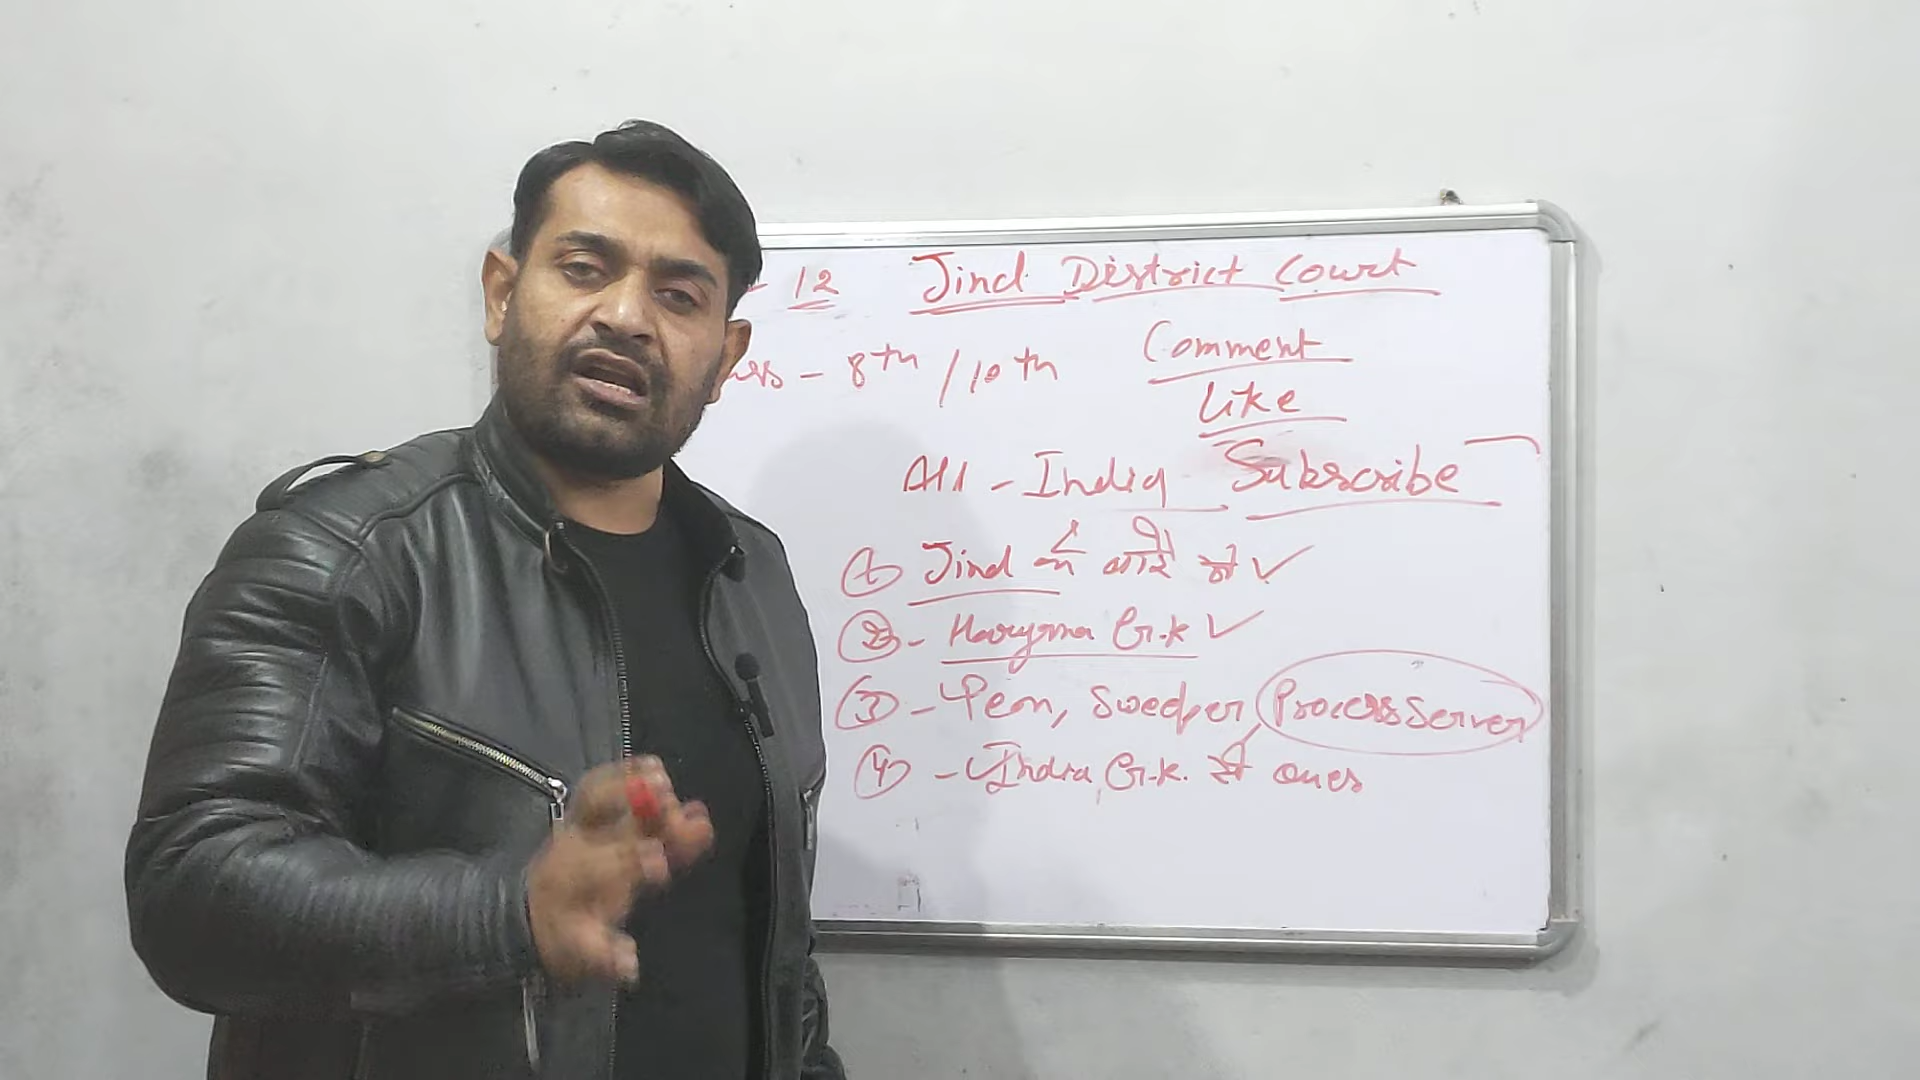 - 12 Jind District Court
- 8th / 10th
Comment
Like
All - India Subscribe
① Jind के बारे में ✓
② - Haryana G.K ✓
③ - Peon, Sweeper, Process Server
④ - India G.K. से